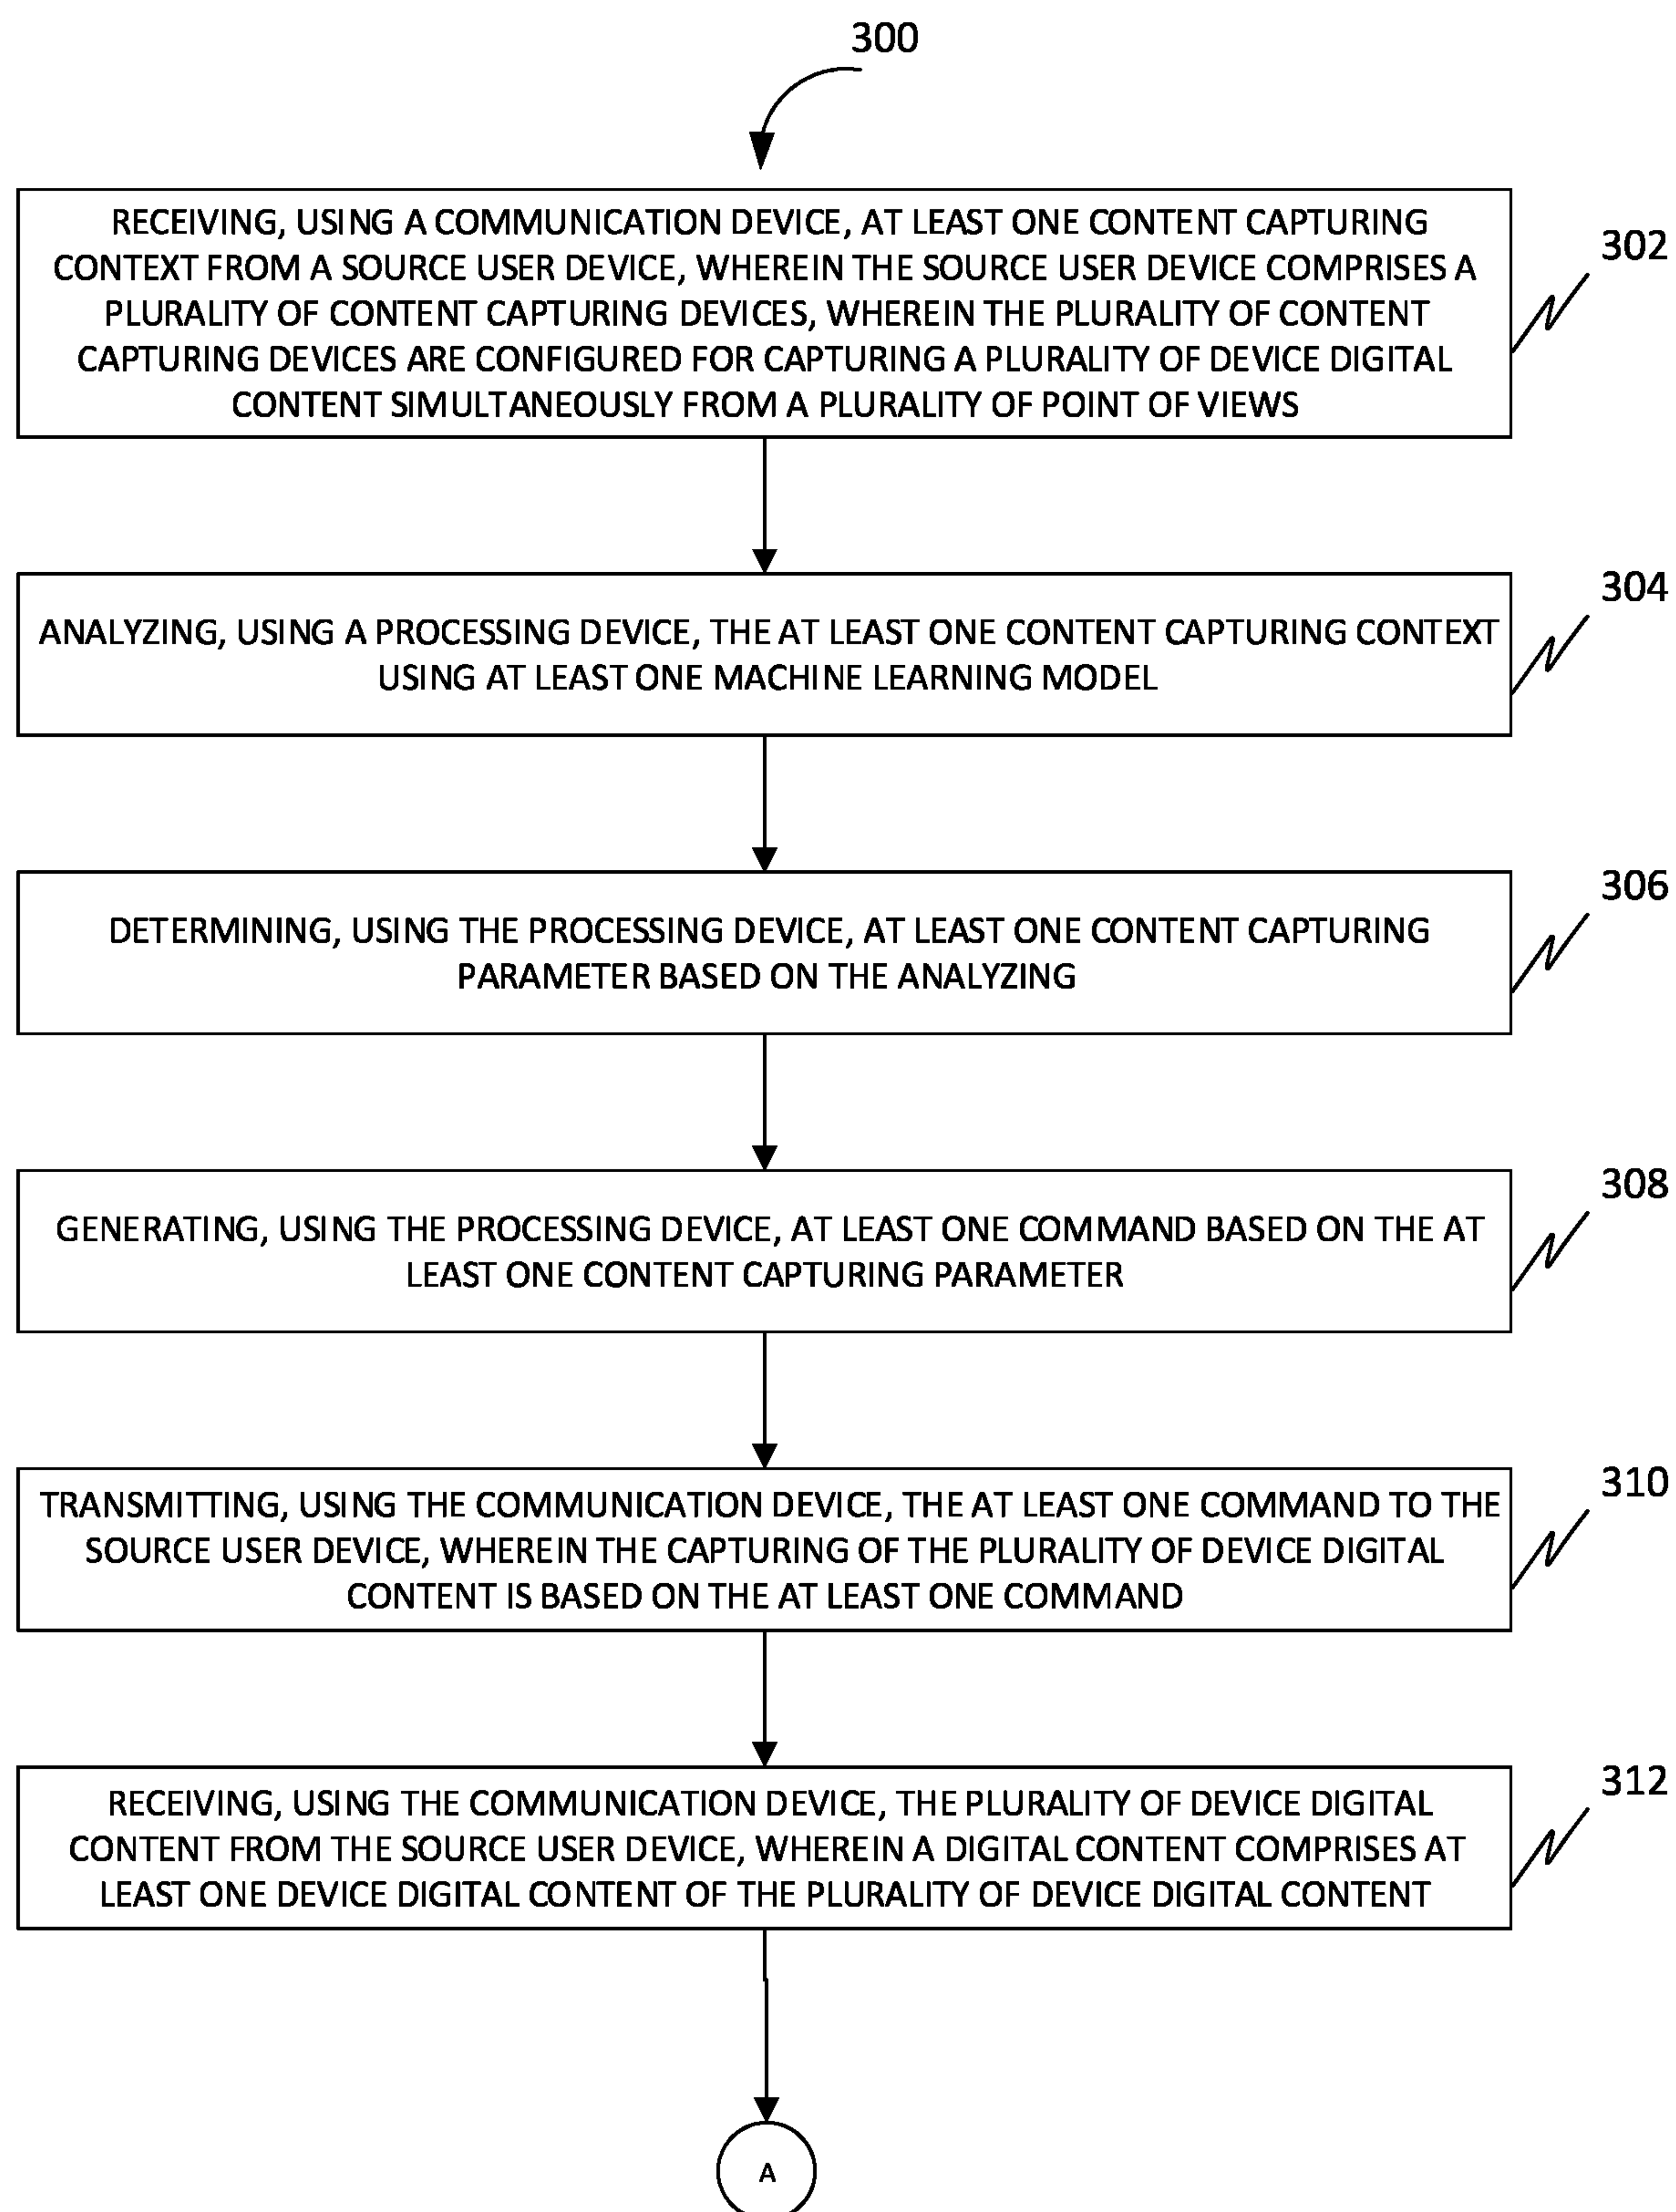 300
RECEIVING, USING A COMMUNICATION DEVICE, AT LEAST ONE CONTENT CAPTURING
CONTEXT FROM A SOURCE USER DEVICE, WHEREIN THE SOURCE USER DEVICE COMPRISES A
PLURALITY OF CONTENT CAPTURING DEVICES, WHEREIN THE PLURALITY OF CONTENT
CAPTURING DEVICES ARE CONFIGURED FOR CAPTURING A PLURALITY OF DEVICE DIGITAL
CONTENT SIMULTANEOUSLY FROM A PLURALITY OF POINT OF VIEWS
302
ANALYZING, USING A PROCESSING DEVICE, THE AT LEAST ONE CONTENT CAPTURING CONTEXT
USING AT LEAST ONE MACHINE LEARNING MODEL
304
DETERMINING, USING THE PROCESSING DEVICE, AT LEAST ONE CONTENT CAPTURING
PARAMETER BASED ON THE ANALYZING
306
GENERATING, USING THE PROCESSING DEVICE, AT LEAST ONE COMMAND BASED ON THE AT
LEAST ONE CONTENT CAPTURING PARAMETER
308
TRANSMITTING, USING THE COMMUNICATION DEVICE, THE AT LEAST ONE COMMAND TO THE
SOURCE USER DEVICE, WHEREIN THE CAPTURING OF THE PLURALITY OF DEVICE DIGITAL
CONTENT IS BASED ON THE AT LEAST ONE COMMAND
310
RECEIVING, USING THE COMMUNICATION DEVICE, THE PLURALITY OF DEVICE DIGITAL
CONTENT FROM THE SOURCE USER DEVICE, WHEREIN A DIGITAL CONTENT COMPRISES AT
LEAST ONE DEVICE DIGITAL CONTENT OF THE PLURALITY OF DEVICE DIGITAL CONTENT
312
A